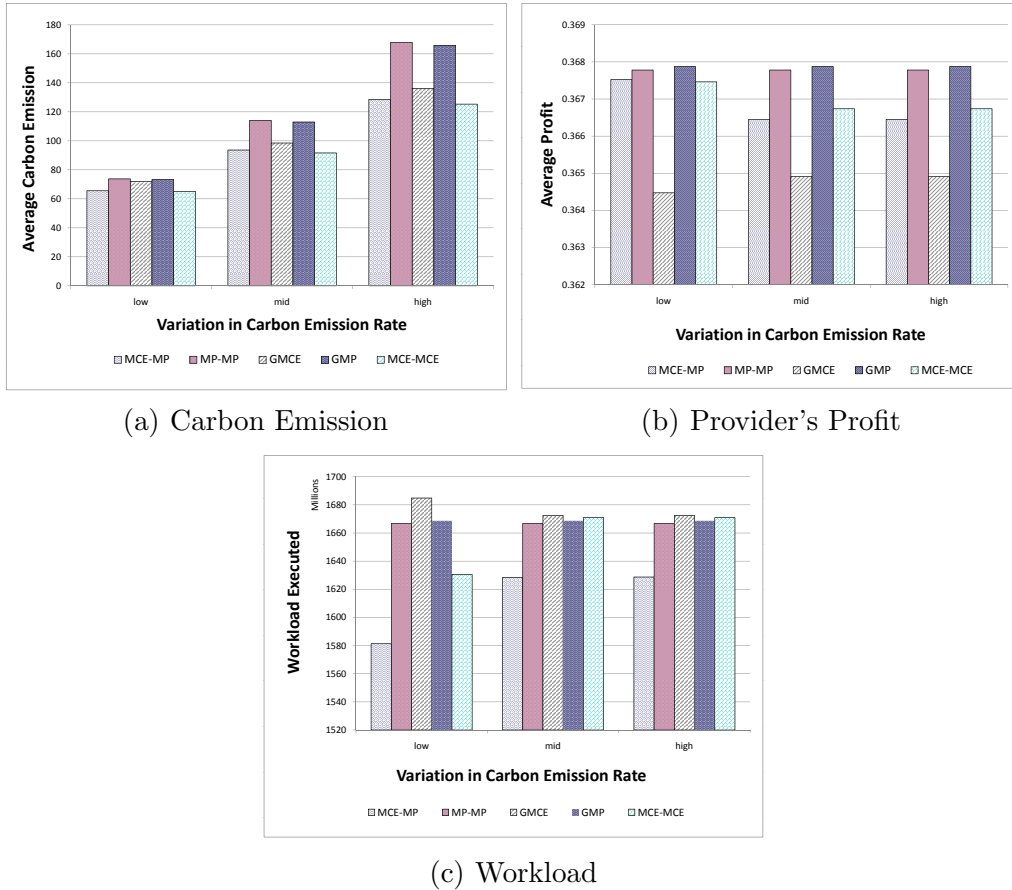 180
160
140
120
100
80
60
40
20
0
Average Carbon Emission
low mid high
Variation in Carbon Emission Rate
MCE-MP MP-MP GMCE GMP MCE-MCE
(a) Carbon Emission
0.369
0.368
0.367
0.366
0.365
0.364
0.363
0.362
Average Profit
low mid high
Variation in Carbon Emission Rate
MCE-MP MP-MP GMCE GMP MCE-MCE
(b) Provider's Profit
1700
1680
1660
1640
1620
1600
1580
1560
1540
1520
Millions
Workload Executed
low mid high
Variation in Carbon Emission Rate
MCE-MP MP-MP GMCE GMP MCE-MCE
(c) Workload